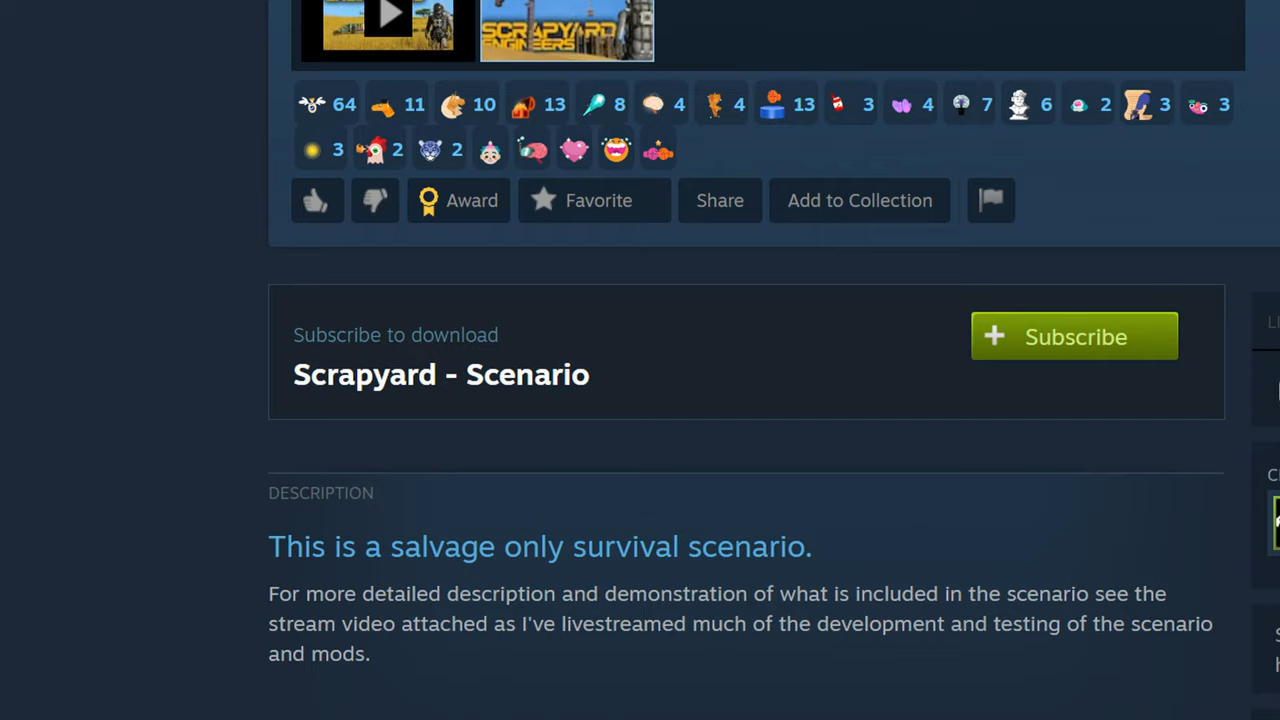 SCRAPYARD
ENGINEERS
64 11 10 13 8 4 4 13 3 4 7 6 2 3 3
3 2 2
Award Favorite Share Add to Collection
Subscribe to download
Subscribe
Scrapyard - Scenario
DESCRIPTION
This is a salvage only survival scenario.
For more detailed description and demonstration of what is included in the scenario see the
stream video attached as I've livestreamed much of the development and testing of the scenario
and mods.